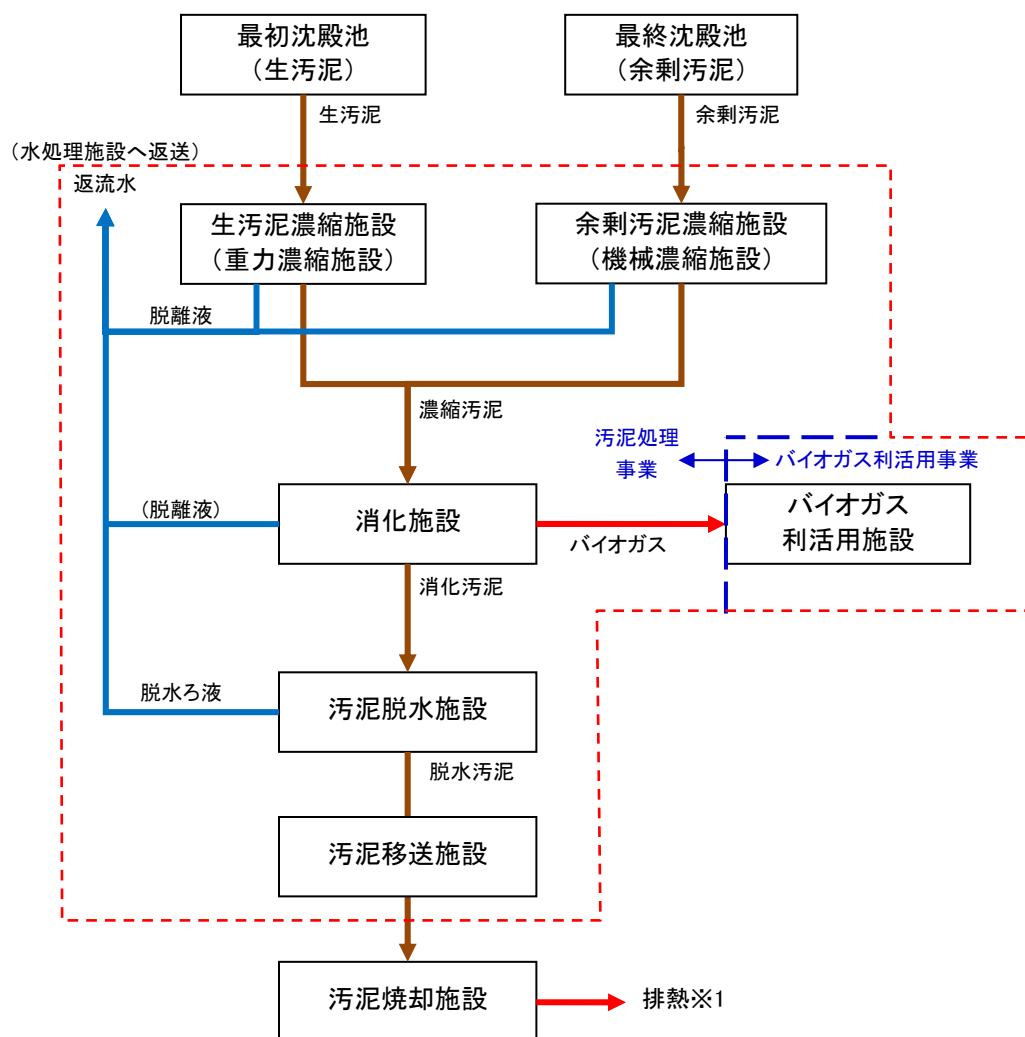 最初沈殿池
（生汚泥）
最終沈殿池
（余剰汚泥）
生汚泥
余剰汚泥
（水処理施設へ返送）
返流水
生汚泥濃縮施設
（重力濃縮施設）
余剰汚泥濃縮施設
（機械濃縮施設）
脱離液
濃縮汚泥
汚泥処理
事業
バイオガス利活用事業
（脱離液）
消化施設
バイオガス
バイオガス
利活用施設
消化汚泥
脱水ろ液
汚泥脱水施設
脱水汚泥
汚泥移送施設
汚泥焼却施設
排熱※1